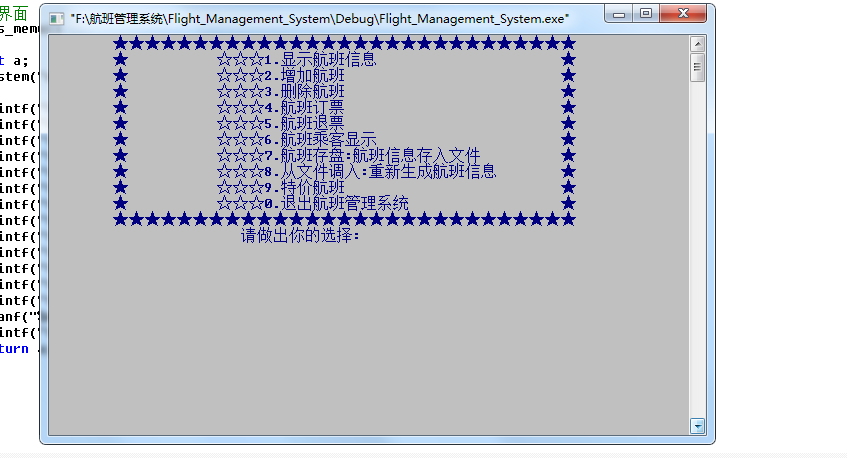 界面
"F:\航班管理系统\Flight_Management_System\Debug\Flight_Management_System.exe"
s_menu
t a;
stem("
★★★★★★★★★★★★★★★★★★★★★★★★★★★★★
★ ☆☆☆1.显示航班信息 ★
★ ☆☆☆2.增加航班 ★
★ ☆☆☆3.删除航班 ★
★ ☆☆☆4.航班订票 ★
★ ☆☆☆5.航班退票 ★
★ ☆☆☆6.航班乘客显示 ★
★ ☆☆☆7.航班存盘:航班信息存入文件 ★
★ ☆☆☆8.从文件调入:重新生成航班信息 ★
★ ☆☆☆9.特价航班 ★
★ ☆☆☆0.退出航班管理系统 ★
★★★★★★★★★★★★★★★★★★★★★★★★★★★★★
请做出你的选择:
intf("
intf("
intf("
intf("
intf("
intf("
intf("
intf("
intf("
intf("
intf("
intf("
intf("
anf("
intf("
turn